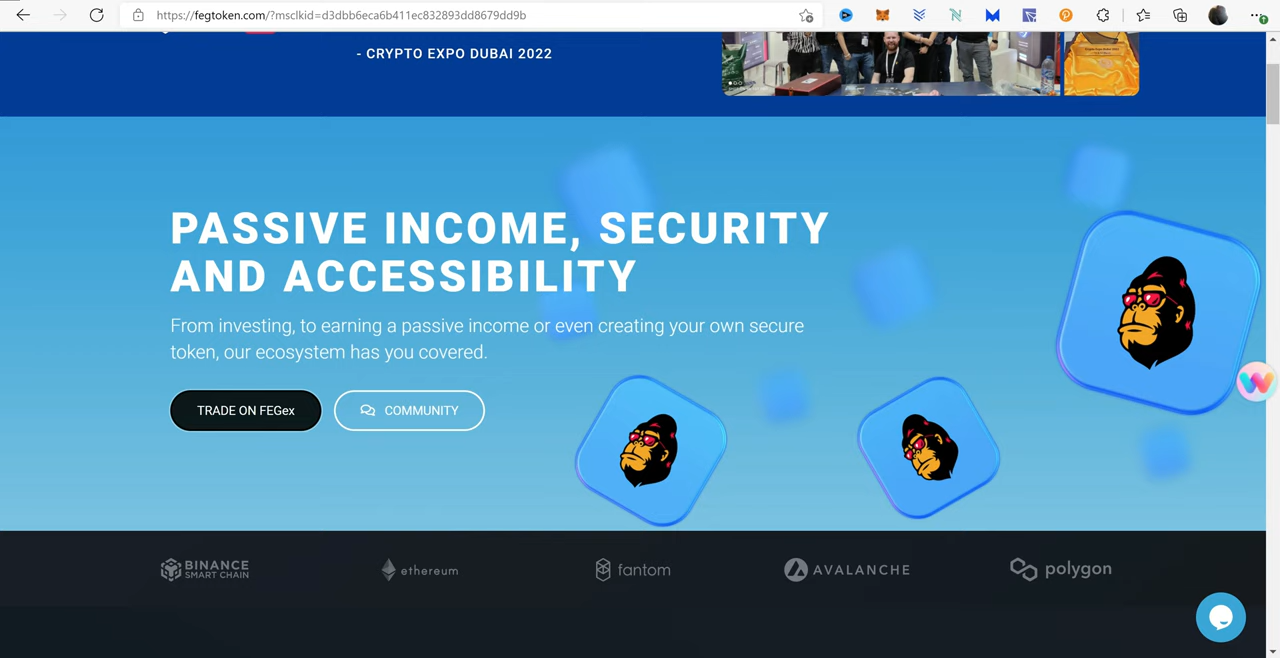 https://fegtoken.com/?msclkid=d3dbb6eca6b411ec832893dd8679dd9b
- CRYPTO EXPO DUBAI 2022
PASSIVE INCOME, SECURITY
AND ACCESSIBILITY
From investing, to earning a passive income or even creating your own secure
token, our ecosystem has you covered.
TRADE ON FEGex
COMMUNITY
BINANCE
SMART CHAIN
ethereum
fantom
AVALANCHE
polygon